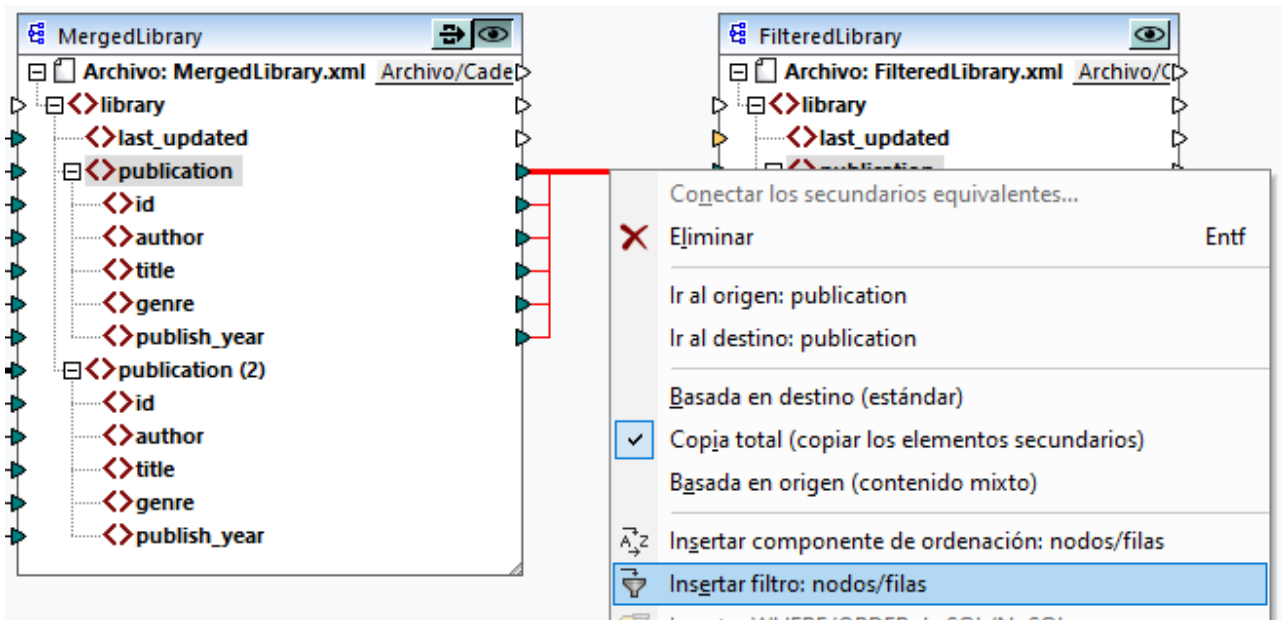 MergedLibrary
Archivo: MergedLibrary.xml Archivo/Cade
library
last_updated
publication
id
author
title
genre
publish_year
publication (2)
id
author
title
genre
publish_year
FilteredLibrary
Archivo: FilteredLibrary.xml Archivo/C
library
last_updated
publication
Conectar los secundarios equivalentes...
Eliminar Entf
Ir al origen: publication
Ir al destino: publication
Basada en destino (estándar)
Copia total (copiar los elementos secundarios)
Basada en origen (contenido mixto)
Insertar componente de ordenación: nodos/filas
Insertar filtro: nodos/filas